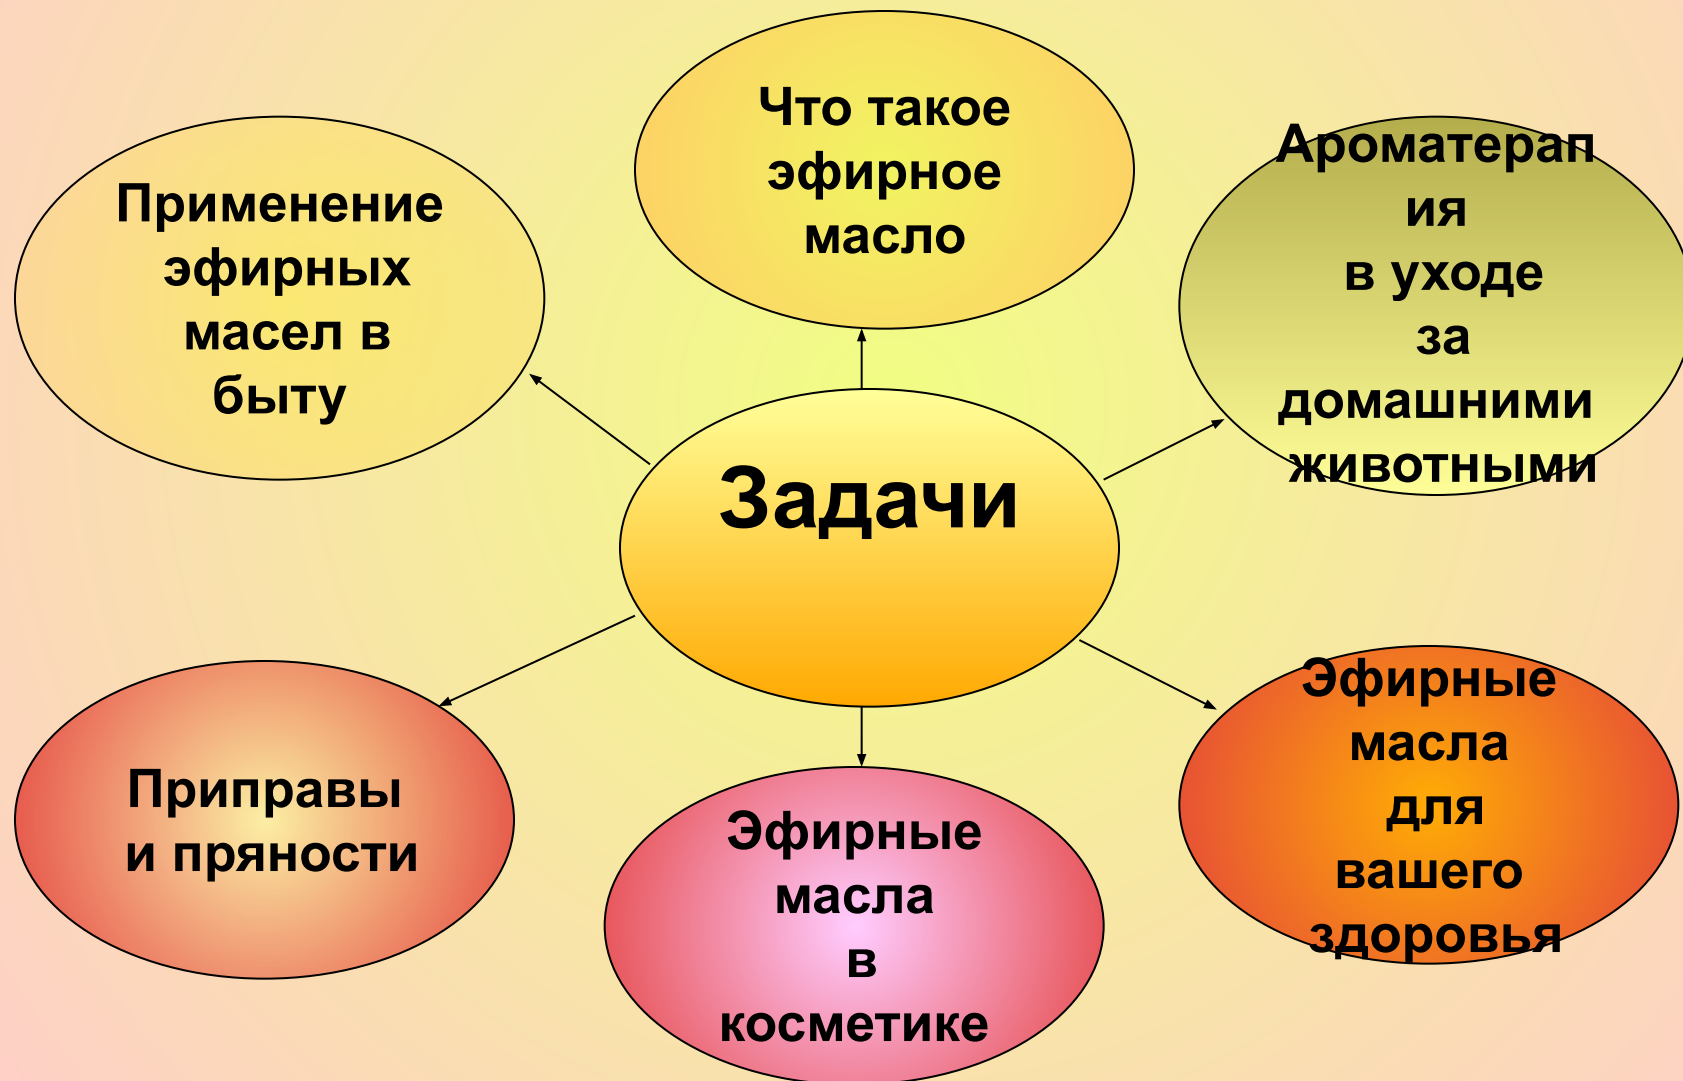 Что такое
эфирное
масло
Применение
эфирных
масел в
быту
Ароматерап
ия
в уходе
за
домашними
животными
Задачи
Приправы
и пряности
Эфирные
масла
в
косметике
Эфирные
масла
для
вашего
здоровья